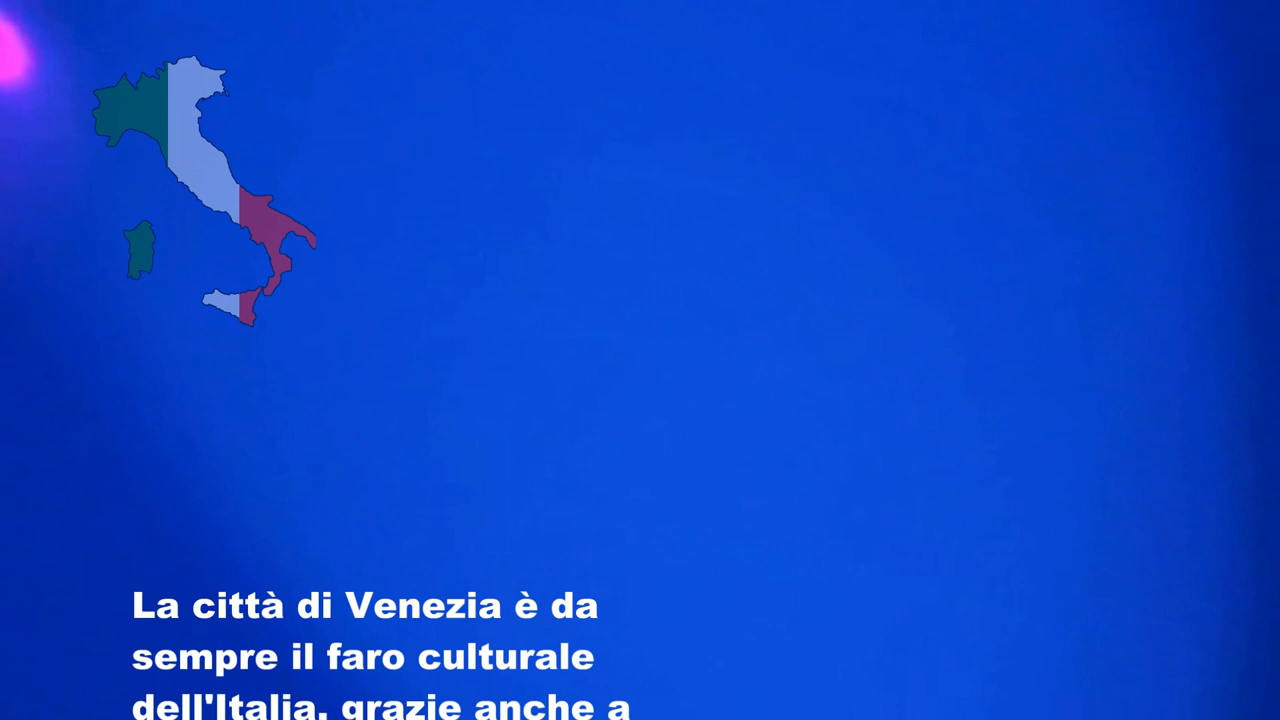 La città di Venezia è da
sempre il faro culturale
dell'Italia, grazie anche a